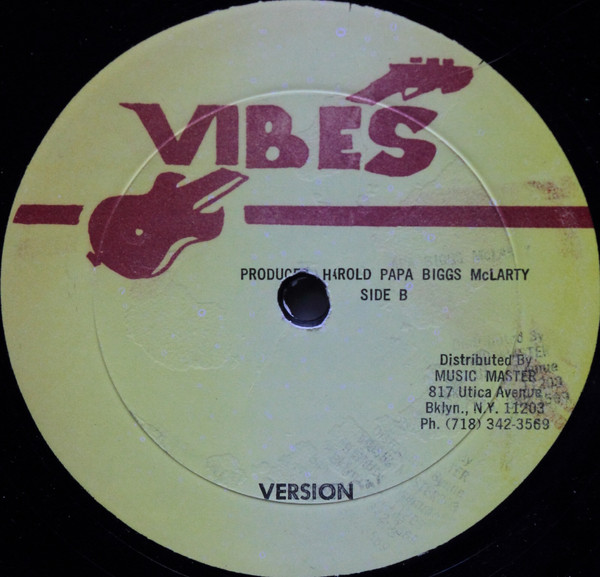 VIBES
PRODUCER HAROLD PAPA BIGGS McLARTY
SIDE B
Distributed By
MUSIC MASTER
817 Utica Avenue
Bklyn., N.Y. 11203
Ph. (718) 342-3569
VERSION